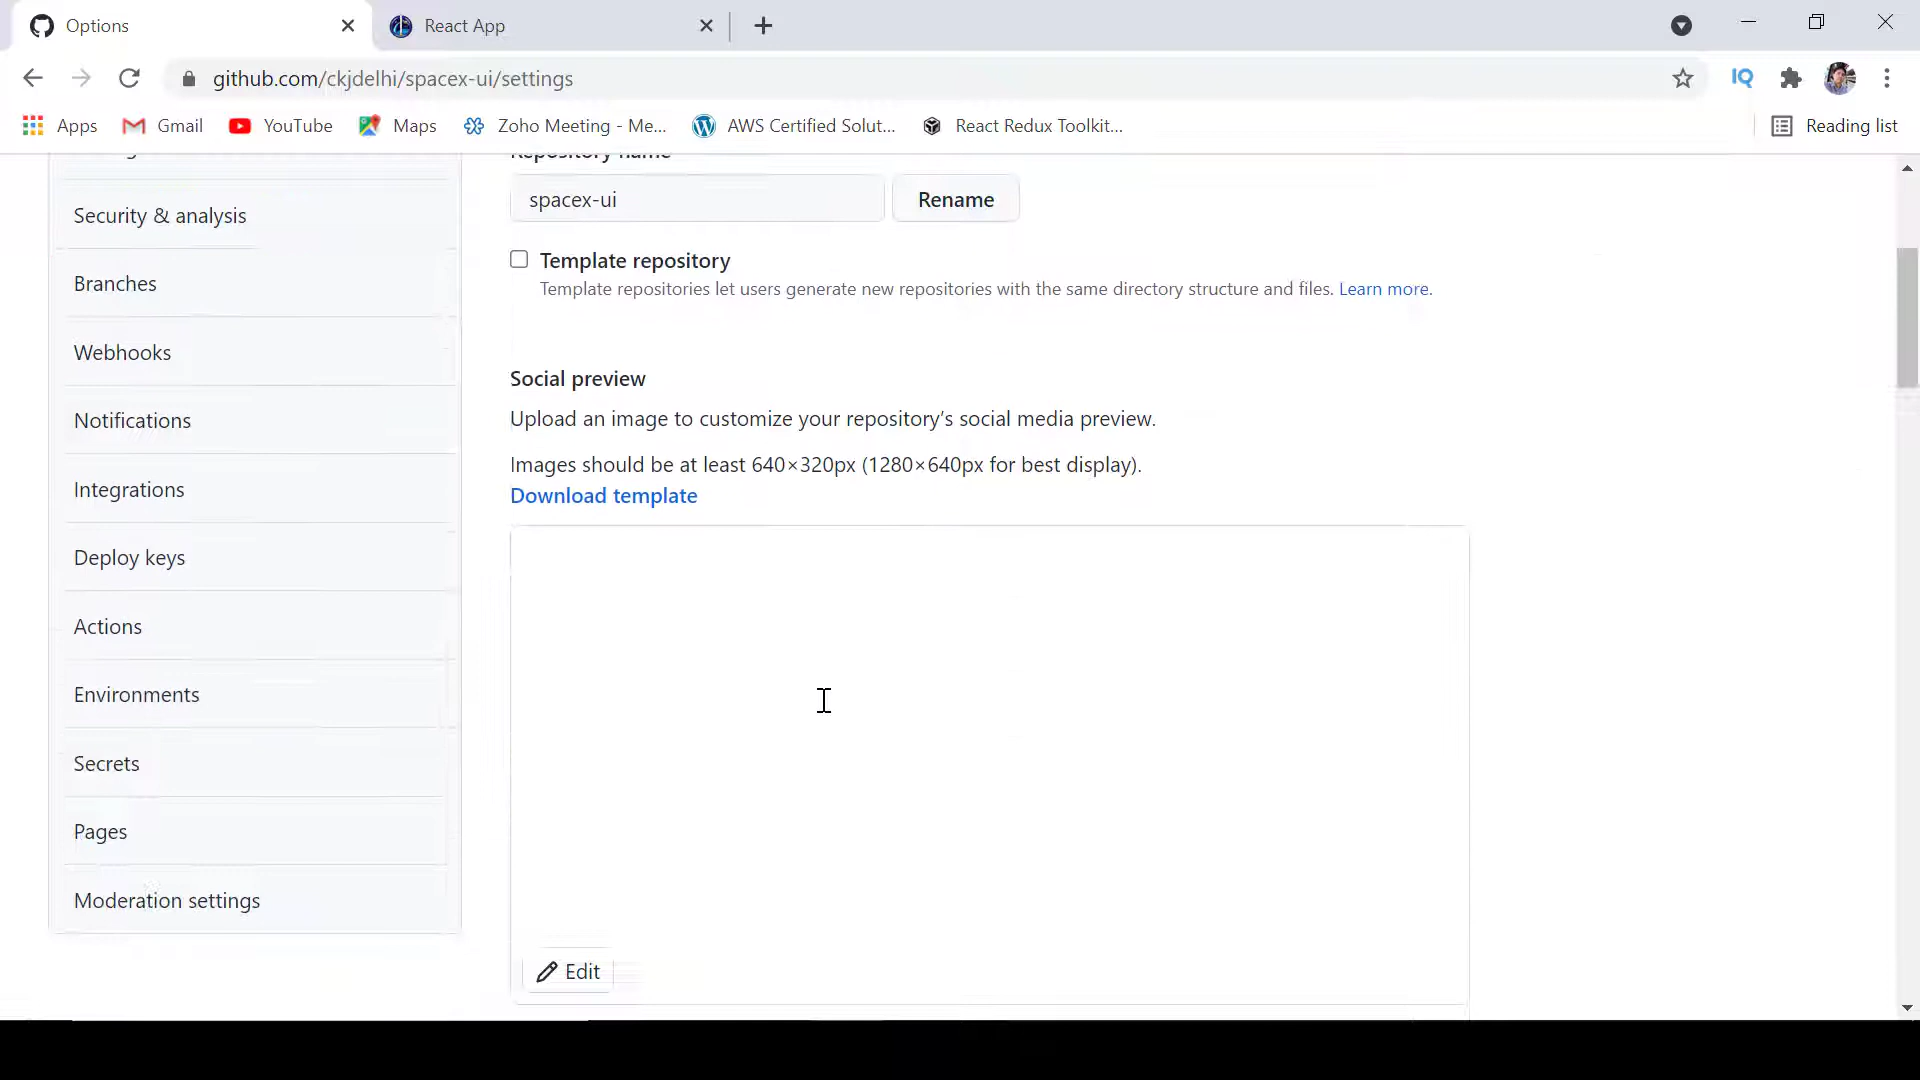 Options
React App
github.com/ckjdelhi/spacex-ui/settings
IQ
Apps
Gmail
YouTube
Maps
Zoho Meeting - Me...
AWS Certified Solut...
React Redux Toolkit...
Reading list
Repository name
spacex-ui
Rename
Security & analysis
Template repository
Template repositories let users generate new repositories with the same directory structure and files. Learn more.
Branches
Webhooks
Social preview
Notifications
Upload an image to customize your repository's social media preview.
Images should be at least 640×320px (1280×640px for best display).
Integrations
Download template
Deploy keys
Actions
Environments
Secrets
Pages
Moderation settings
Edit